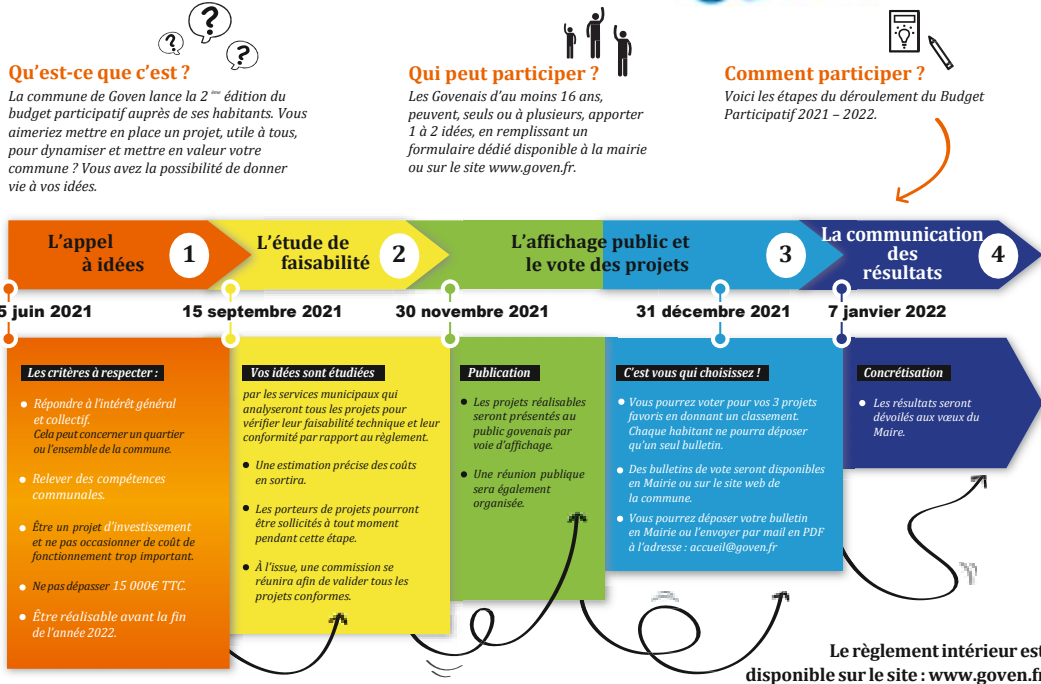 Qu'est-ce que c'est ?
La commune de Goven lance la 2 ème édition du
budget participatif auprès de ses habitants. Vous
aimeriez mettre en place un projet, utile à tous,
pour dynamiser et mettre en valeur votre
commune ? Vous avez la possibilité de donner
vie à vos idées.
Qui peut participer ?
Les Govenais d'au moins 16 ans,
peuvent, seuls ou à plusieurs, apporter
1 à 2 idées, en remplissant un
formulaire dédié disponible à la mairie
ou sur le site www.goven.fr.
Comment participer ?
Voici les étapes du déroulement du Budget
Participatif 2021 – 2022.
L'appel
à idées
1
L'étude de
faisabilité
2
L'affichage public et
le vote des projets
3
La communication
des
résultats
4
5 juin 2021
15 septembre 2021
30 novembre 2021
31 décembre 2021
7 janvier 2022
Les critères à respecter :
Répondre à l'intérêt général
et collectif.
Cela peut concerner un quartier
ou l'ensemble de la commune.
Relever des compétences
communales.
Être un projet d'investissement
et ne pas occasionner de coût de
fonctionnement trop important.
Ne pas dépasser 15 000€ TTC.
Être réalisable avant la fin
de l'année 2022.
Vos idées sont étudiées
par les services municipaux qui
analyseront tous les projets pour
vérifier leur faisabilité technique et leur
conformité par rapport au règlement.
Une estimation précise des coûts
en sortira.
Les porteurs de projets pourront
être sollicités à tout moment
pendant cette étape.
À l'issue, une commission se
réunira afin de valider tous les
projets conformes.
Publication
Les projets réalisables
seront présentés au
public govenais par
voie d'affichage.
Une réunion publique
sera également
organisée.
C'est vous qui choisissez !
Vous pourrez voter pour vos 3 projets
favoris en donnant un classement.
Chaque habitant ne pourra déposer
qu'un seul bulletin.
Des bulletins de vote seront disponibles
en Mairie ou sur le site web de
la commune.
Vous pourrez déposer votre bulletin
en Mairie ou l'envoyer par mail en PDF
à l'adresse : accueil@goven.fr
Concrétisation
Les résultats seront
dévoilés aux vœux du
Maire.
Le règlement intérieur est
disponible sur le site : www.goven.fr